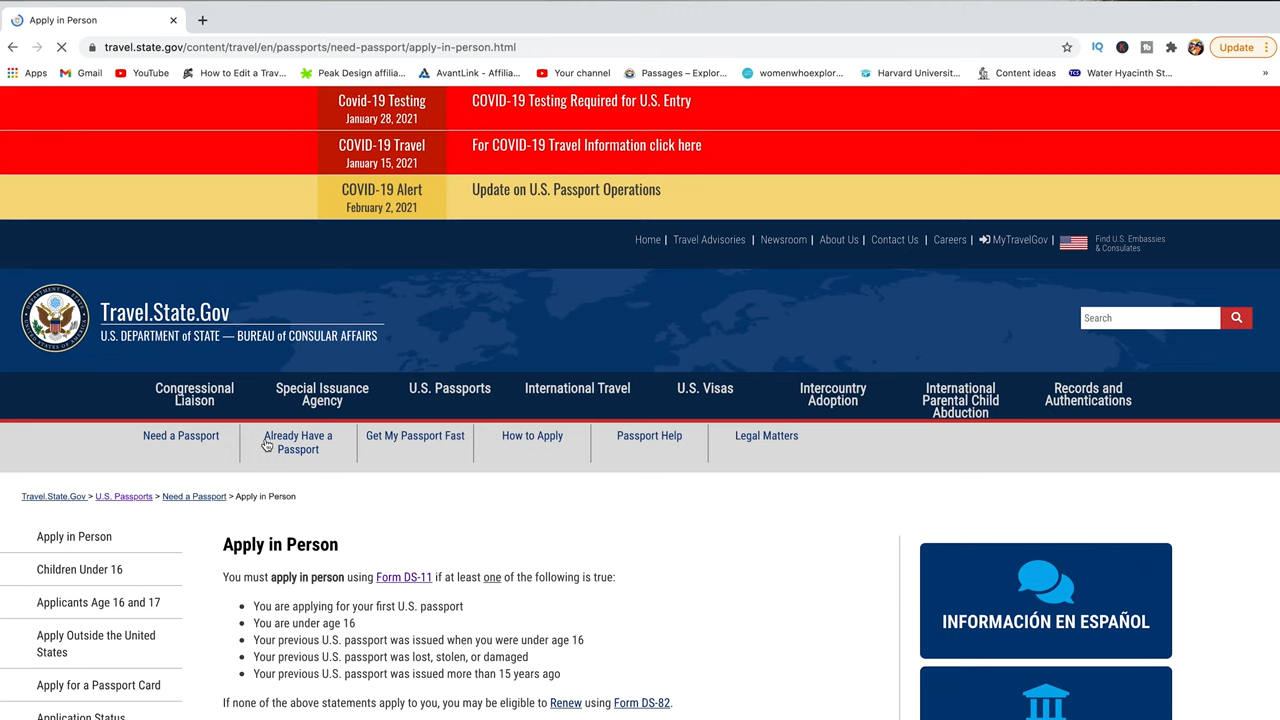 Apply in Person
travel.state.gov/content/travel/en/passports/need-passport/apply-in-person.html
Update
Apps
Gmail
YouTube
How to Edit a Trav...
Peak Design affilia...
AvantLink - Affilia...
Your channel
Passages – Explor...
womenwhoexplor...
Harvard Universit...
Content ideas
Water Hyacinth St...
»
Covid-19 Testing
January 28, 2021
COVID-19 Testing Required for U.S. Entry
COVID-19 Travel
January 15, 2021
For COVID-19 Travel Information click here
COVID-19 Alert
February 2, 2021
Update on U.S. Passport Operations
Home | Travel Advisories | Newsroom | About Us | Contact Us | Careers | MyTravelGov |
Find U.S. Embassies
& Consulates
Travel.State.Gov
U.S. DEPARTMENT of STATE — BUREAU of CONSULAR AFFAIRS
Search
Congressional
Liaison
Special Issuance
Agency
U.S. Passports
International Travel
U.S. Visas
Intercountry
Adoption
International
Parental Child
Abduction
Records and
Authentications
Need a Passport
Already Have a
Passport
Get My Passport Fast
How to Apply
Passport Help
Legal Matters
Travel.State.Gov > U.S. Passports > Need a Passport > Apply in Person
Apply in Person
Children Under 16
Applicants Age 16 and 17
Apply Outside the United
States
Apply for a Passport Card
Application Status
Apply in Person
You must apply in person using Form DS-11 if at least one of the following is true:
• You are applying for your first U.S. passport
• You are under age 16
• Your previous U.S. passport was issued when you were under age 16
• Your previous U.S. passport was lost, stolen, or damaged
• Your previous U.S. passport was issued more than 15 years ago
If none of the above statements apply to you, you may be eligible to Renew using Form DS-82.
INFORMACIÓN EN ESPAÑOL